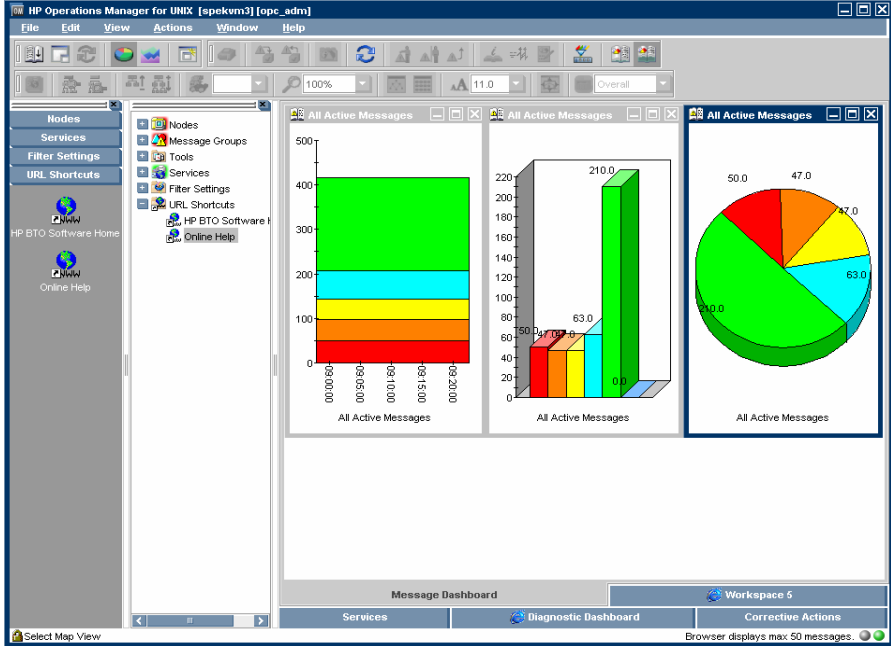 HP Operations Manager for UNIX [spekvm3] [opc_adm]
File Edit View Actions Window Help
100%
11.0
Overall
Nodes
Services
Filter Settings
URL Shortcuts
HP BTO Software Home
Online Help
Nodes
Message Groups
Tools
Services
Filter Settings
URL Shortcuts
HP BTO Software H
Online Help
All Active Messages
500
400
300
200
100
0
09:00:00
09:05:00
09:10:00
09:15:00
09:20:00
All Active Messages
All Active Messages
220
200
180
160
140
120
100
80
60
40
20
0
210.0
50.0
47.0
47.0
63.0
0.0
All Active Messages
All Active Messages
50.0
47.0
47.0
63.0
210.0
All Active Messages
Message Dashboard
Workspace 5
Services
Diagnostic Dashboard
Corrective Actions
Select Map View
Browser displays max 50 messages.